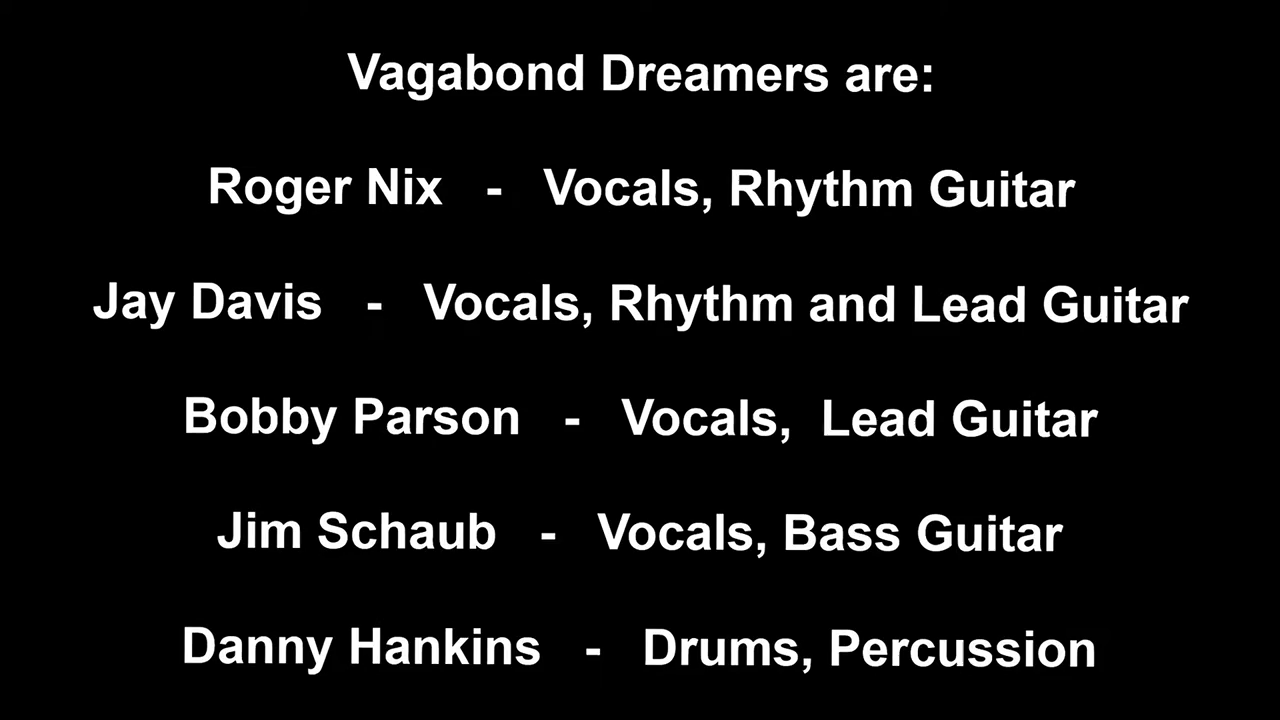 Vagabond Dreamers are:
Roger Nix - Vocals, Rhythm Guitar
Jay Davis - Vocals, Rhythm and Lead Guitar
Bobby Parson - Vocals, Lead Guitar
Jim Schaub - Vocals, Bass Guitar
Danny Hankins - Drums, Percussion